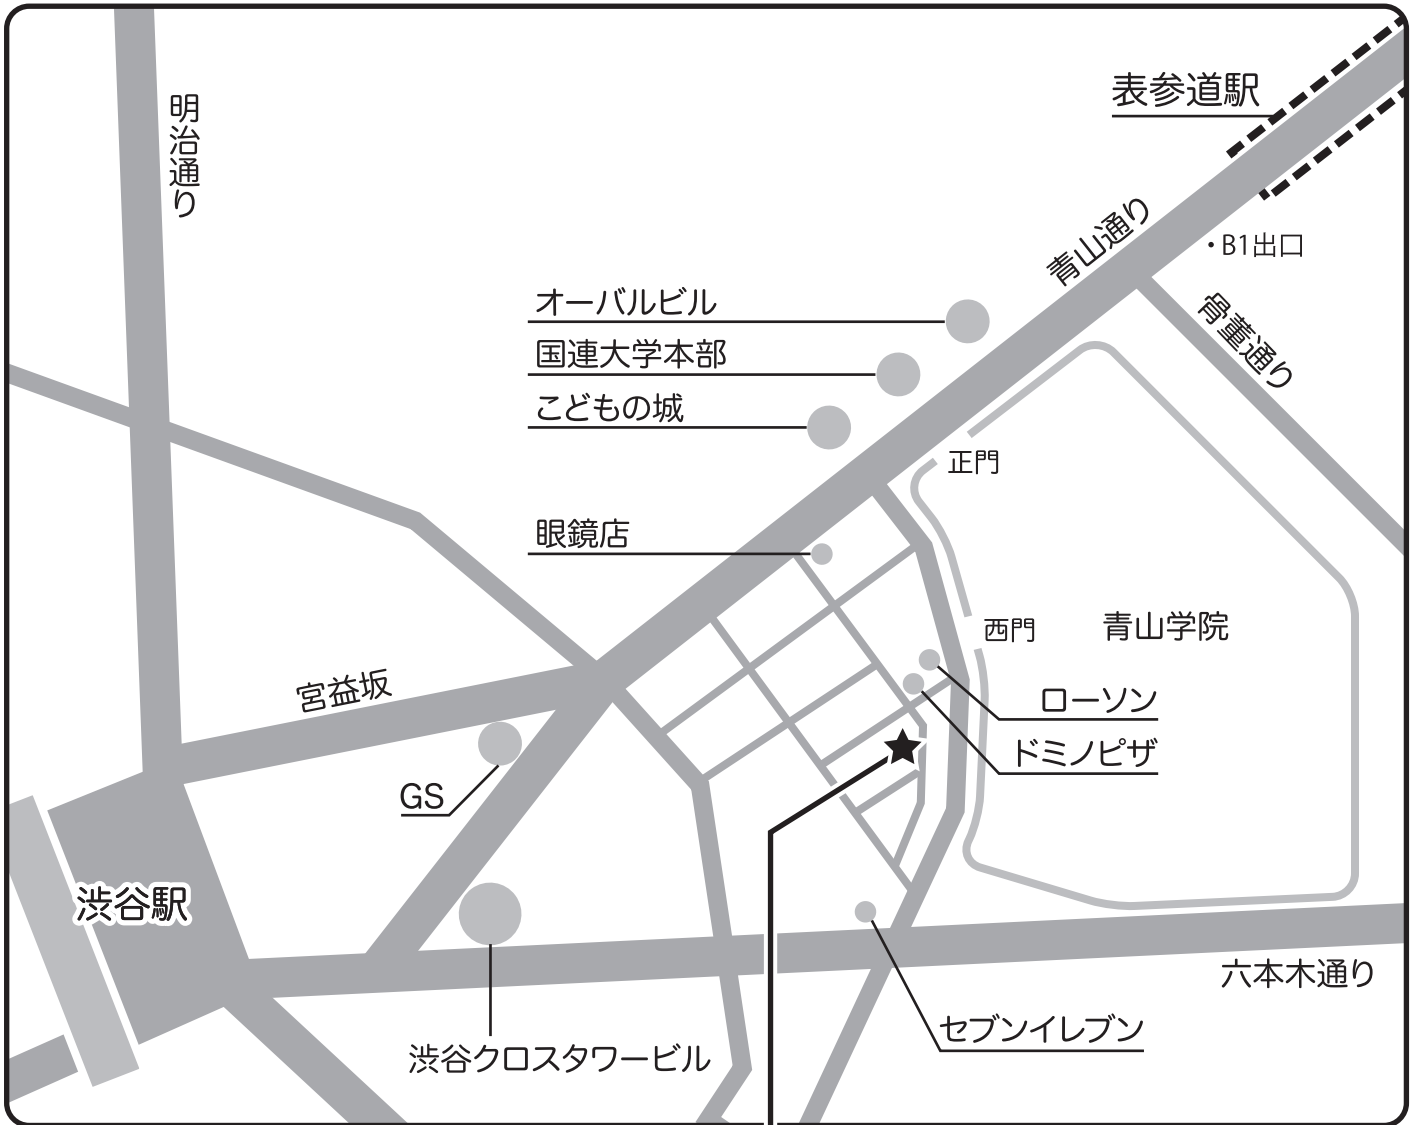 表参道駅
明治通り
青山通り
・B1出口
オーバルビル
骨董通り
国連大学本部
こどもの城
正門
眼鏡店
西門
青山学院
宮益坂
ローソン
ドミノピザ
GS
渋谷駅
六本木通り
セブンイレブン
渋谷クロスタワービル